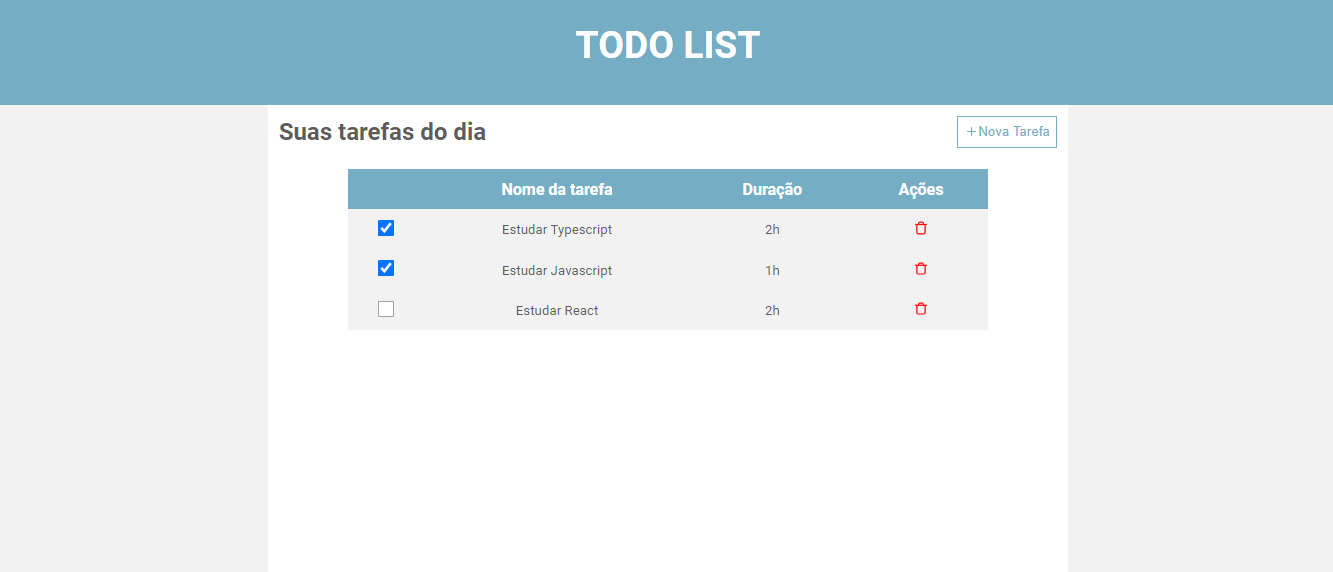 TODO LIST
Suas tarefas do dia
+Nova Tarefa
Nome da tarefa Duração Ações
Estudar Typescript 2h
Estudar Javascript 1h
Estudar React 2h